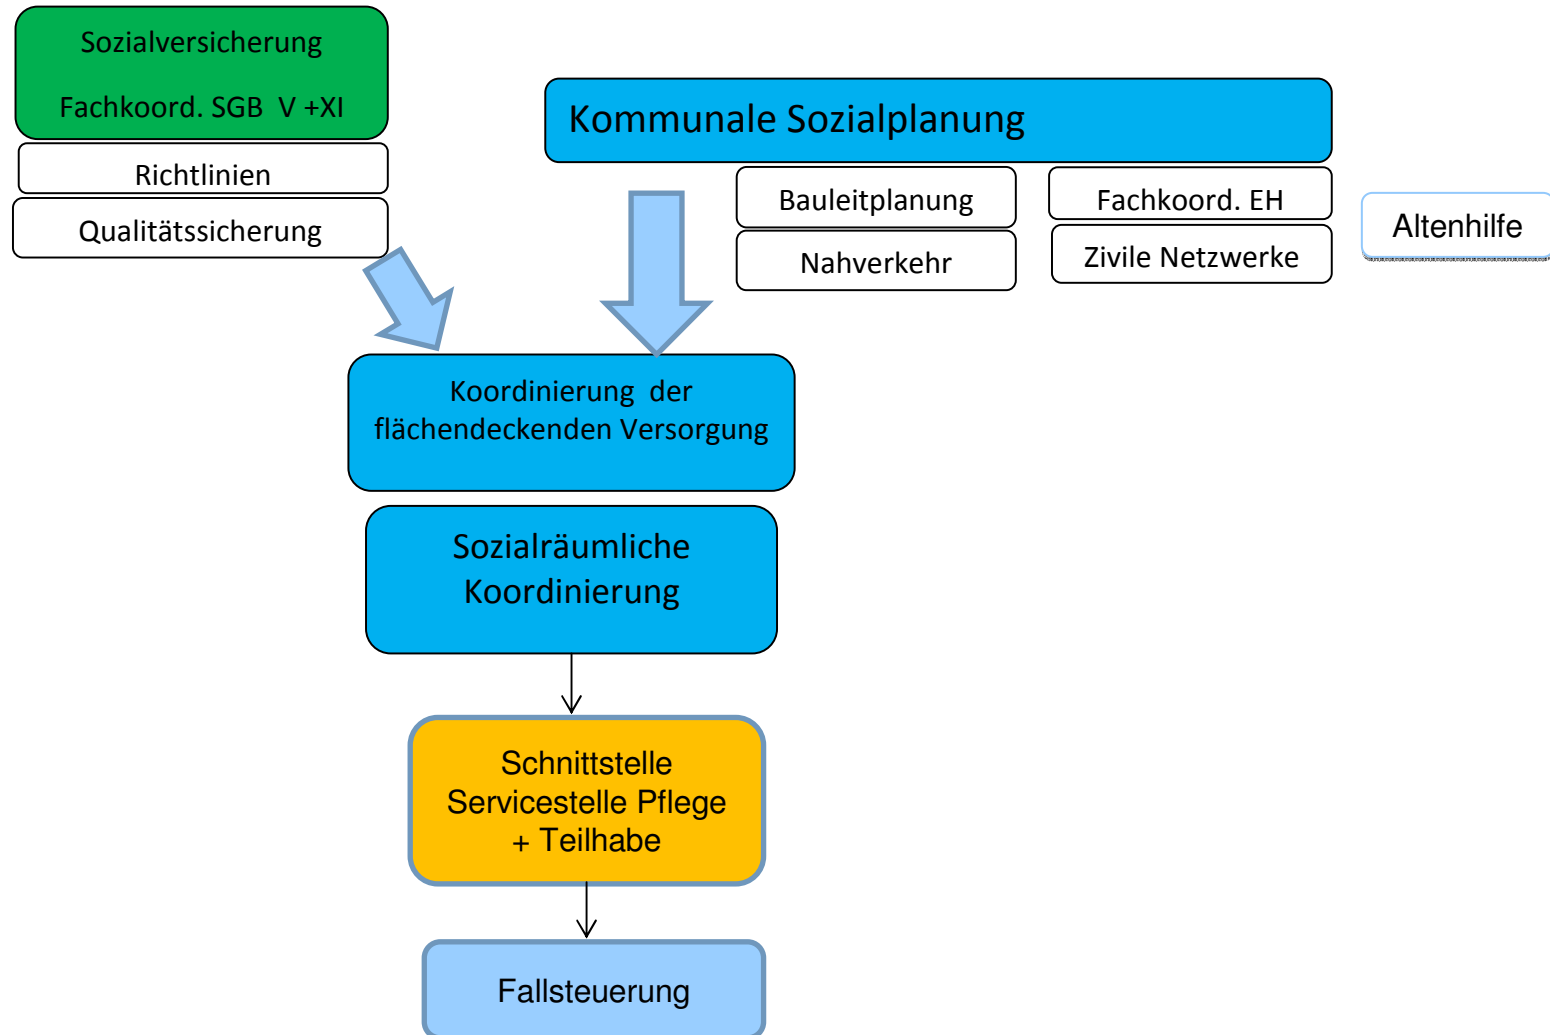 Sozialversicherung
Fachkoord. SGB V +XI
Richtlinien
Qualitätssicherung
Kommunale Sozialplanung
Bauleitplanung
Nahverkehr
Fachkoord. EH
Zivile Netzwerke
Altenhilfe
Koordinierung der
flächendeckenden Versorgung
Sozialräumliche
Koordinierung
Schnittstelle
Servicestelle Pflege
+ Teilhabe
Fallsteuerung